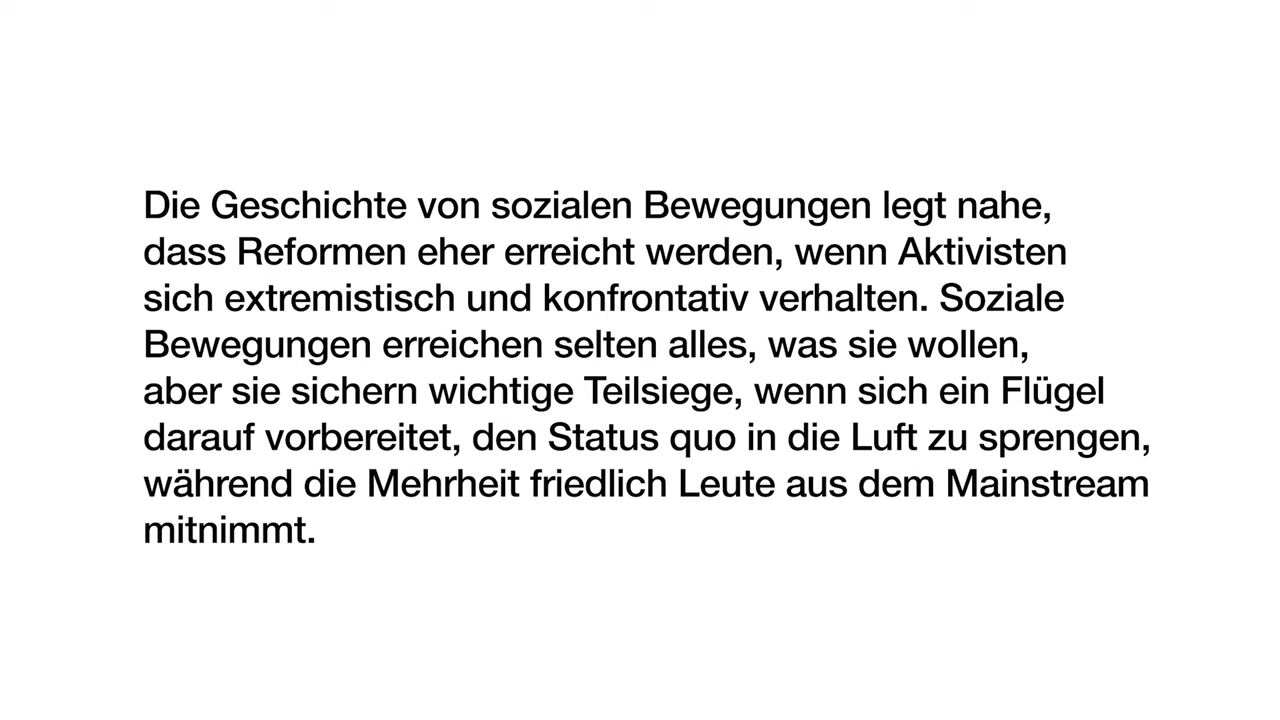 Die Geschichte von sozialen Bewegungen legt nahe,
dass Reformen eher erreicht werden, wenn Aktivisten
sich extremistisch und konfrontativ verhalten. Soziale
Bewegungen erreichen selten alles, was sie wollen,
aber sie sichern wichtige Teilsiege, wenn sich ein Flügel
darauf vorbereitet, den Status quo in die Luft zu sprengen,
während die Mehrheit friedlich Leute aus dem Mainstream
mitnimmt.